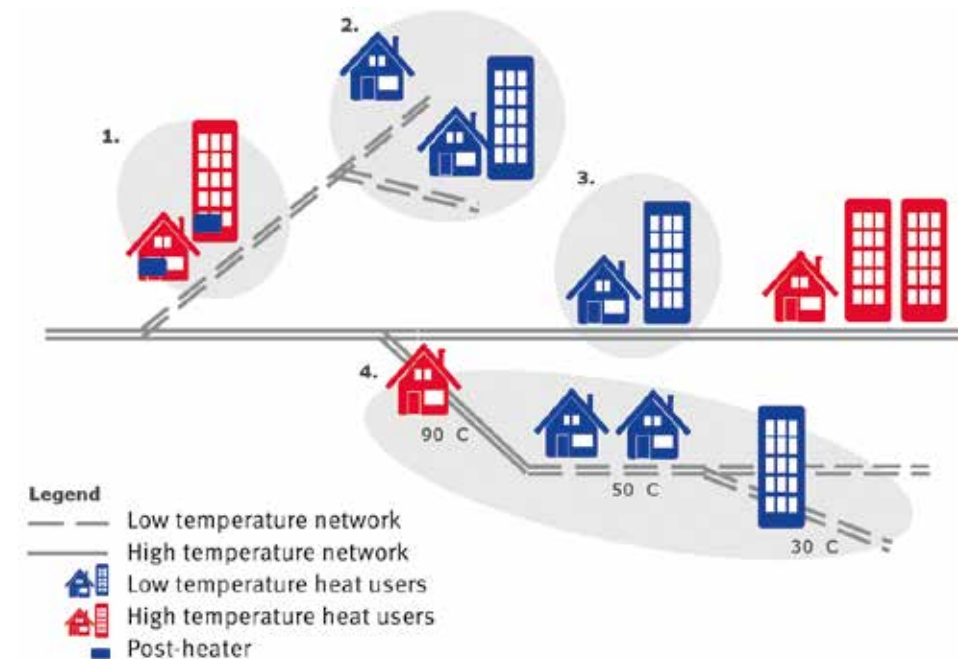 2.
1.
3.
4.
90 C
50 C
30 C
Legend
Low temperature network
High temperature network
Low temperature heat users
High temperature heat users
Post-heater